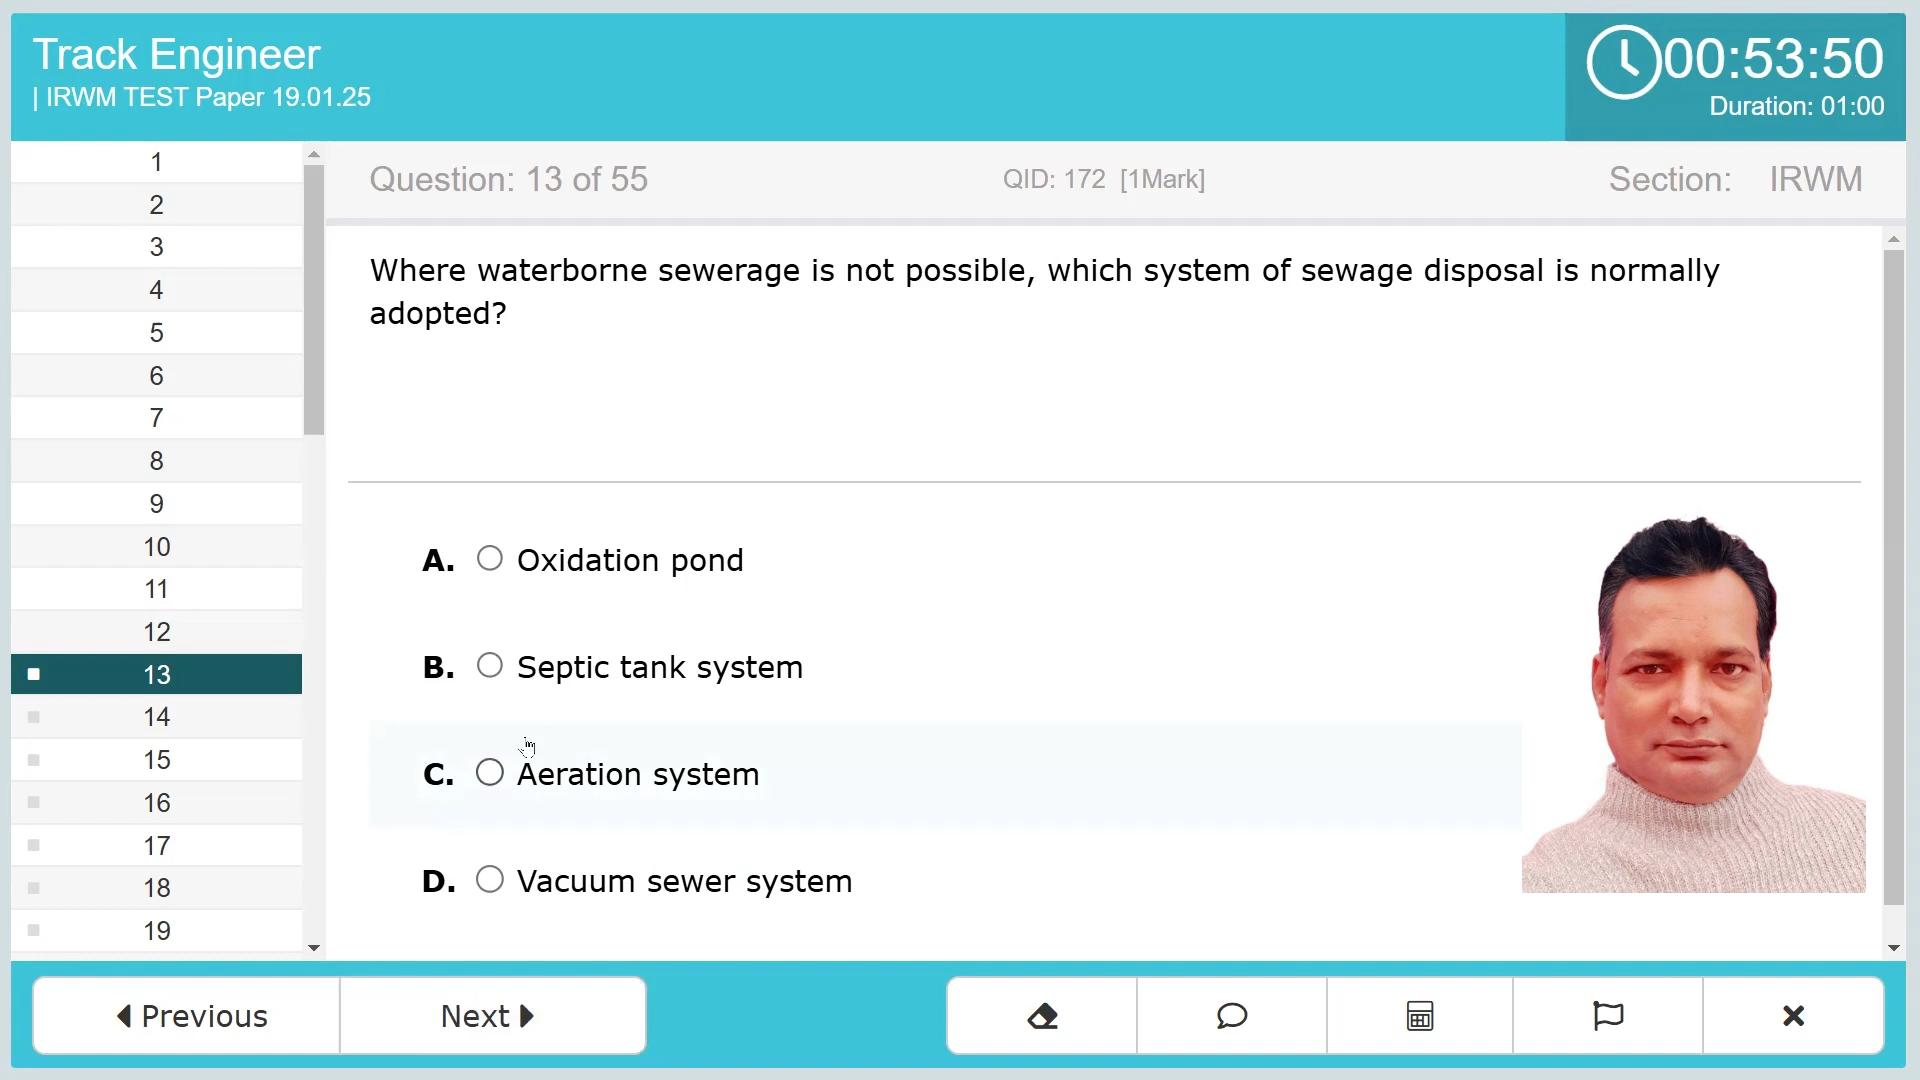 Track Engineer
| IRWM TEST Paper 19.01.25
00:53:50
Duration: 01:00
1
2
3
4
5
6
7
8
9
10
11
12
13
14
15
16
17
18
19
Question: 13 of 55
QID: 172 [1Mark]
Section: IRWM
Where waterborne sewerage is not possible, which system of sewage disposal is normally
adopted?
A. Oxidation pond
B. Septic tank system
C. Aeration system
D. Vacuum sewer system
Previous
Next